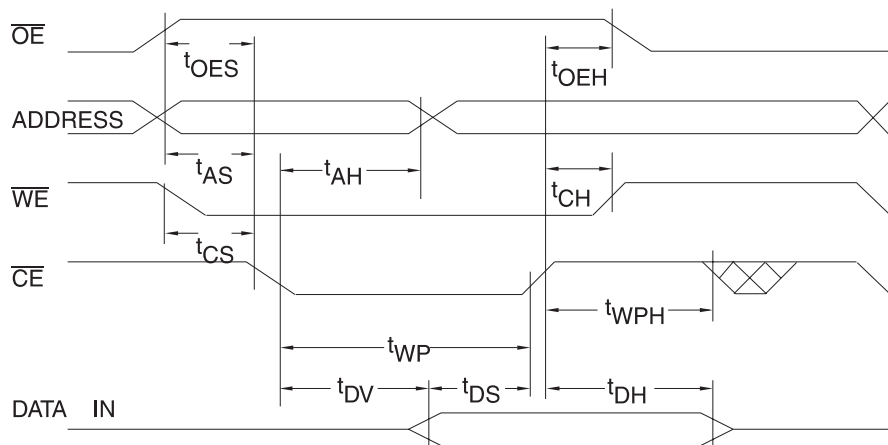 OE
tOES
tOEH
ADDRESS
tAS
tAH
tCH
WE
tCS
CE
tWPH
tWP
tDV
tDS
tDH
DATA IN